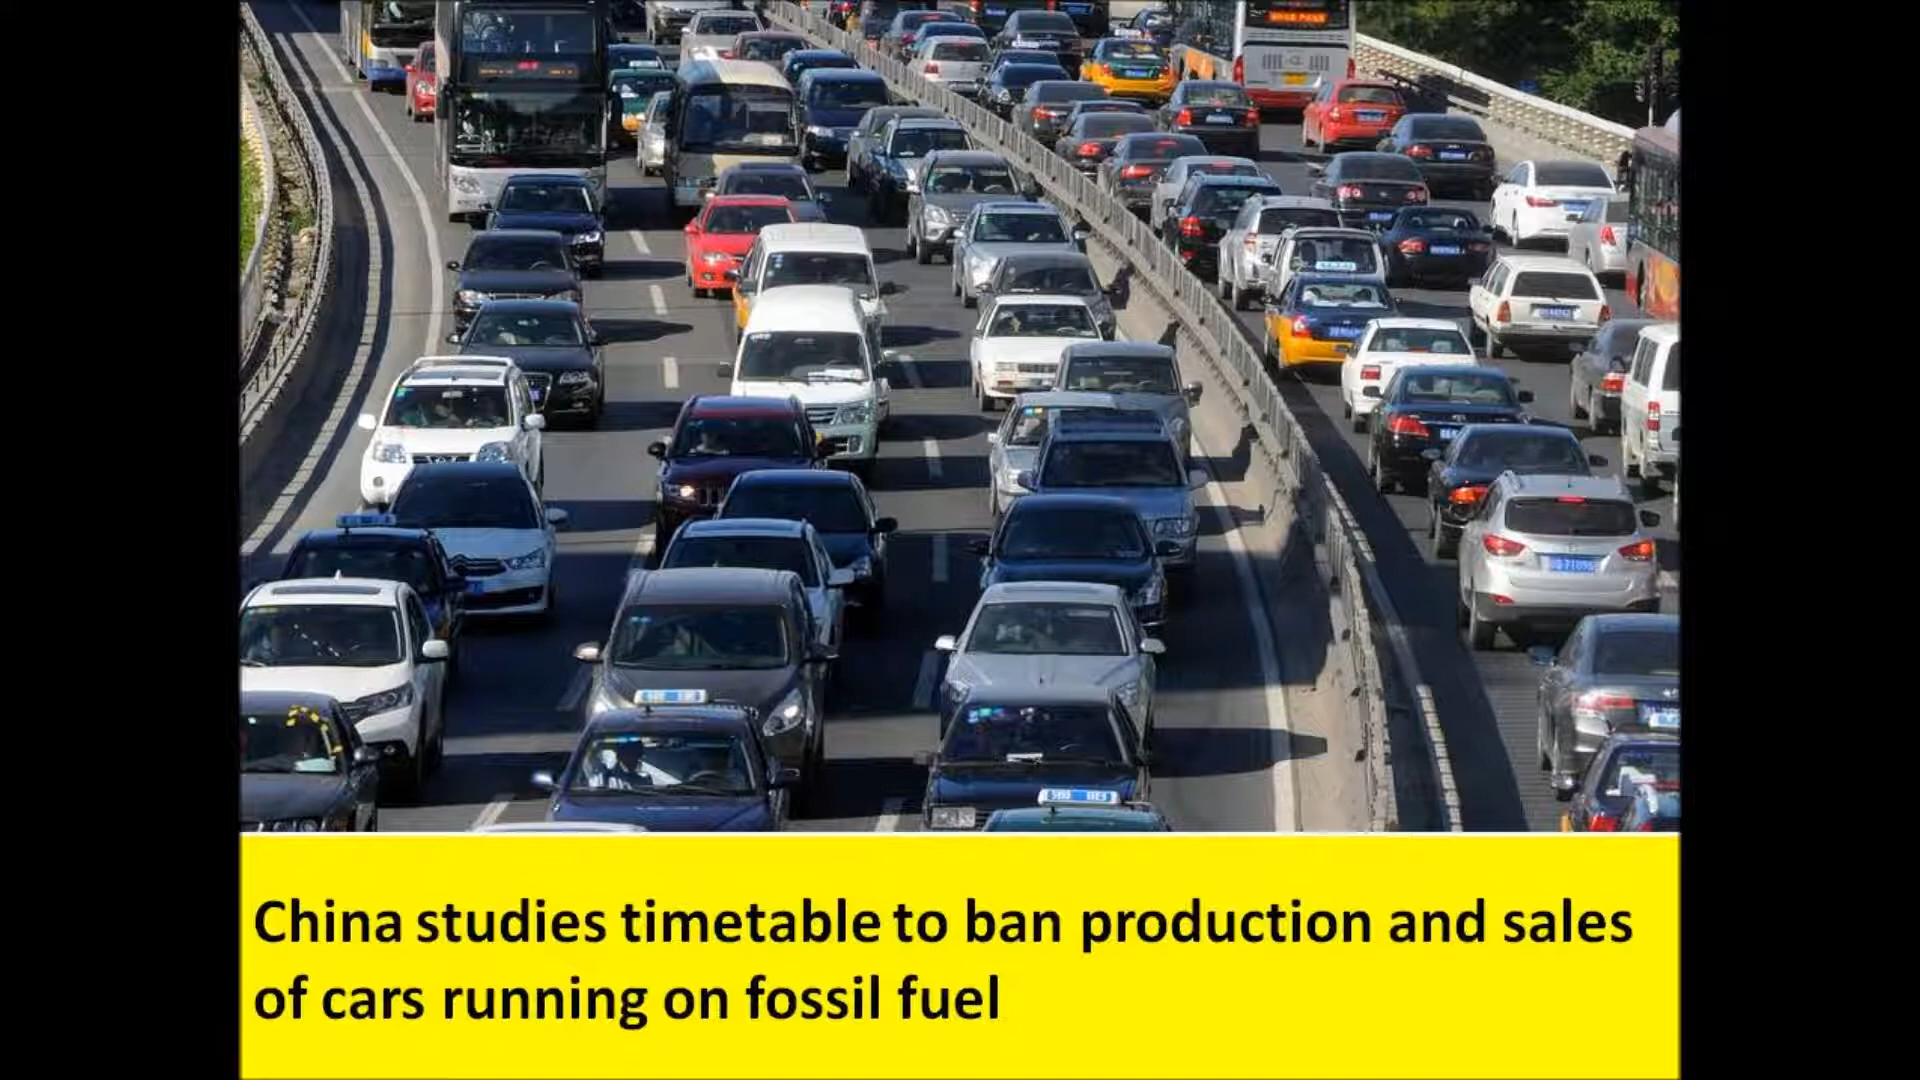 China studies timetable to ban production and sales
of cars running on fossil fuel